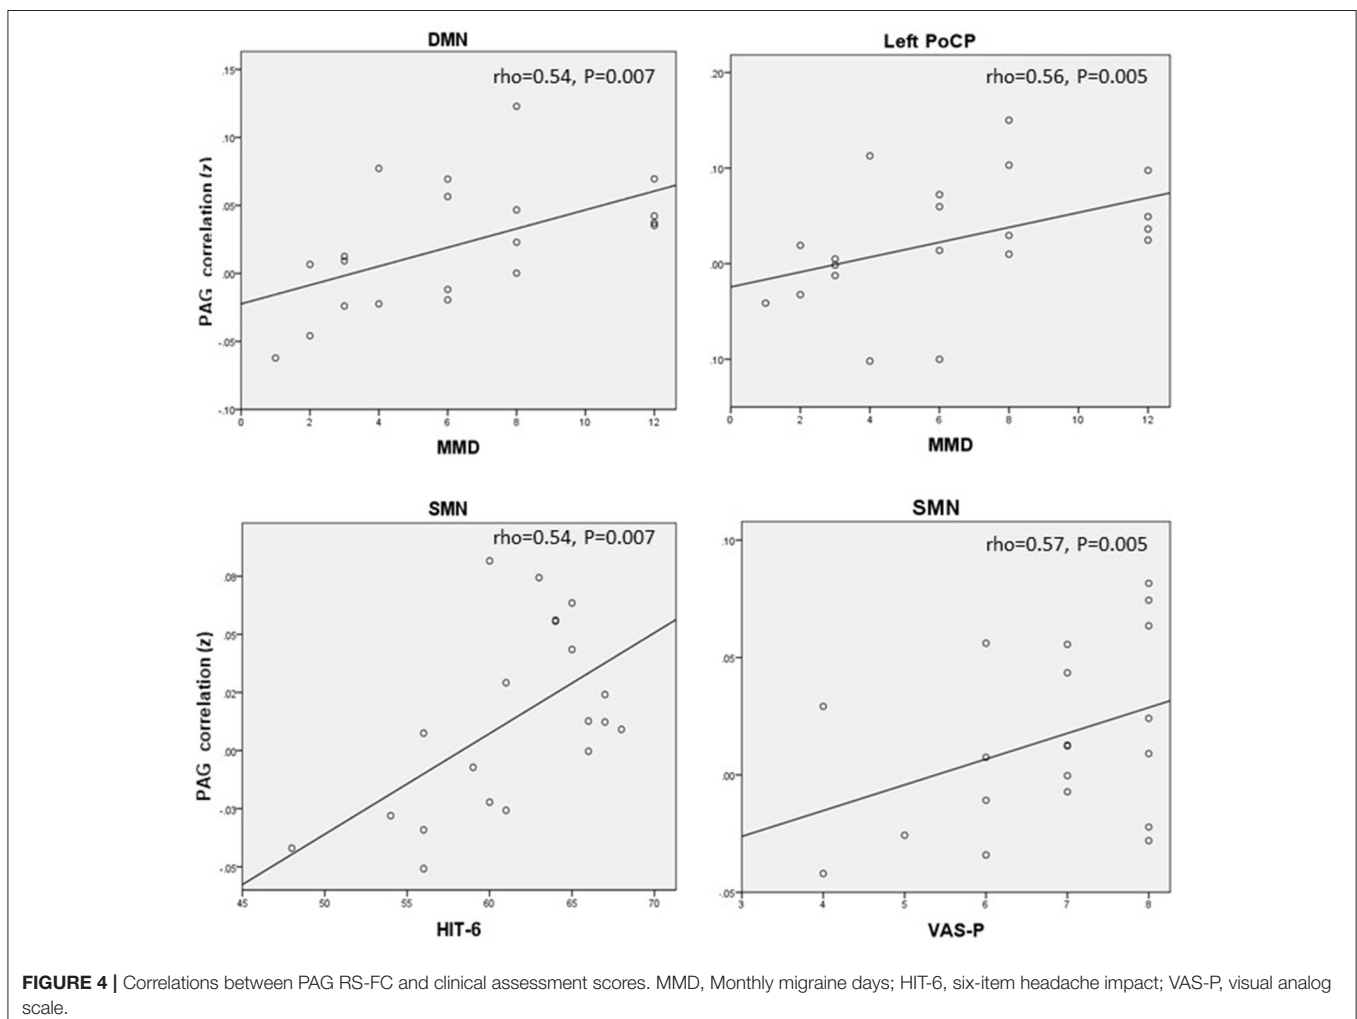 DMN
rho=0.54, P=0.007
.15
.10
.05
.00
-.05
-.10
0 2 4 6 8 10 12
PAG correlation (z)
MMD
Left PoCP
rho=0.56, P=0.005
.20
.10
.00
.10
0 2 4 6 8 10 12
MMD
SMN
rho=0.54, P=0.007
.08
.05
.02
.00
-.03
-.05
45 50 55 60 65 70
PAG correlation (z)
HIT-6
SMN
rho=0.57, P=0.005
.10
.05
.00
-.05
3 4 5 6 7 8
VAS-P
FIGURE 4 | Correlations between PAG RS-FC and clinical assessment scores. MMD, Monthly migraine days; HIT-6, six-item headache impact; VAS-P, visual analog
scale.